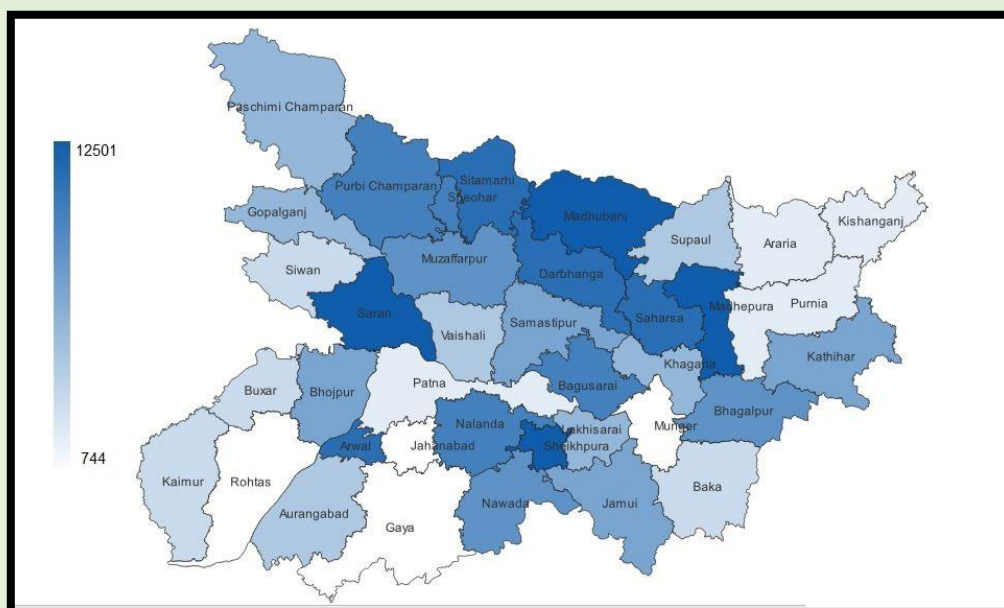 Paschimi Champaran
12501
Sitamarhi
Purbi Champaran
Sheohar
Kishanganj
Gopalganj
Madhubani
Supaul
Araria
Muzaffarpur
Siwan
Darbhanga
Madhepura
Purnia
Saran
Saharsa
Vaishali
Samastipur
Kathihar
Khagaria
Patna
Bagusarai
Buxar
Bhojpur
Bhagalpur
Nalanda
Lakhisarai
Munger
Arwal
Jahanabad
Sheikhpura
744
Kaimur
Rohtas
Baka
Nawada
Jamui
Aurangabad
Gaya